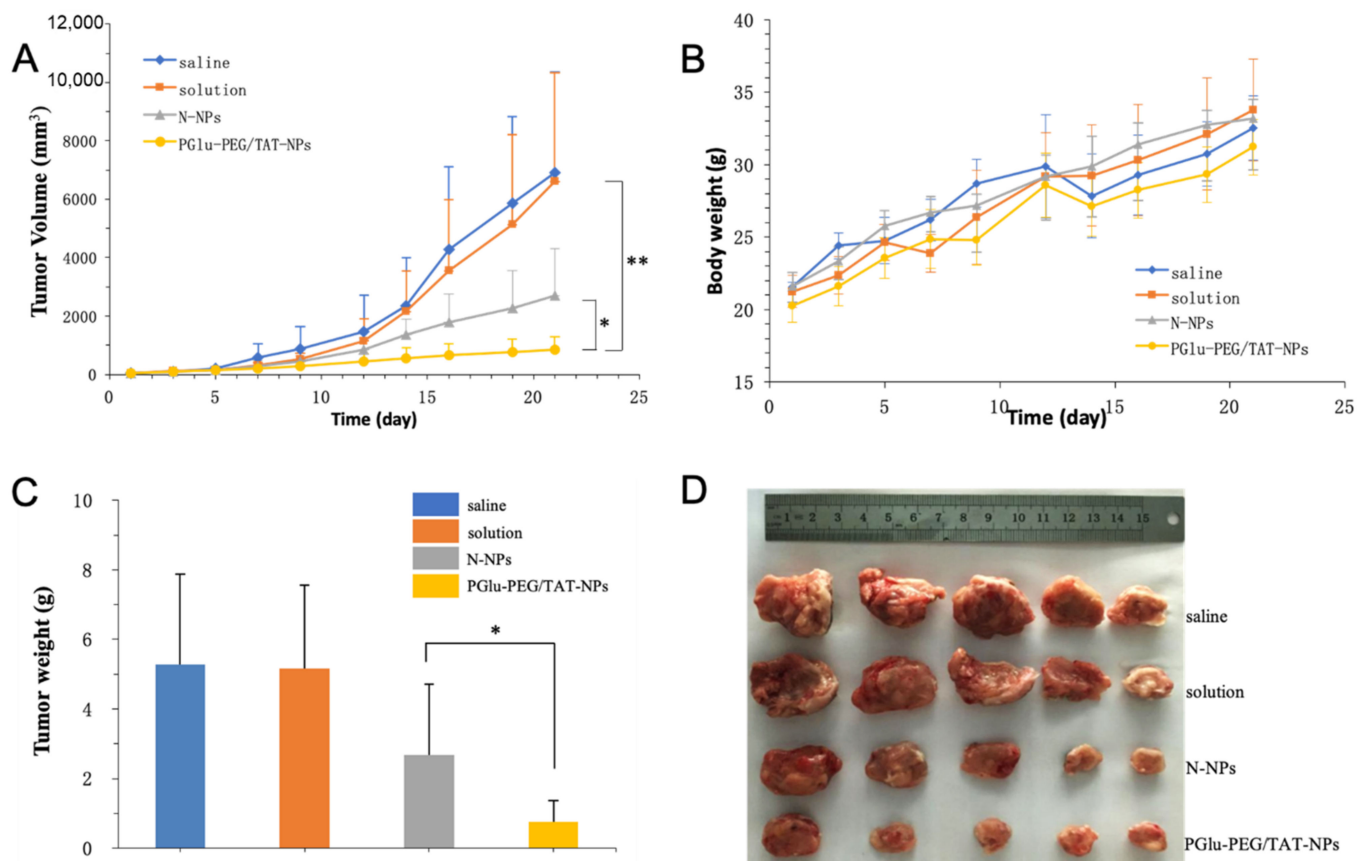 A
12,000
10,000
8000
6000
4000
2000
0
Tumor Volume (mm³)
saline
solution
N-NPs
PGlu-PEG/TAT-NPs
**
*
0 5 10 15 20 25
Time (day)
B
40
35
30
25
20
15
Body weight (g)
saline
solution
N-NPs
PGlu-PEG/TAT-NPs
0 5 10 15 20 25
Time (day)
C
10
8
6
4
2
0
Tumor weight (g)
saline
solution
N-NPs
PGlu-PEG/TAT-NPs
*
D
1 2 3 4 5 6 7 8 9 10 11 12 13 14 15
saline
solution
N-NPs
PGlu-PEG/TAT-NPs